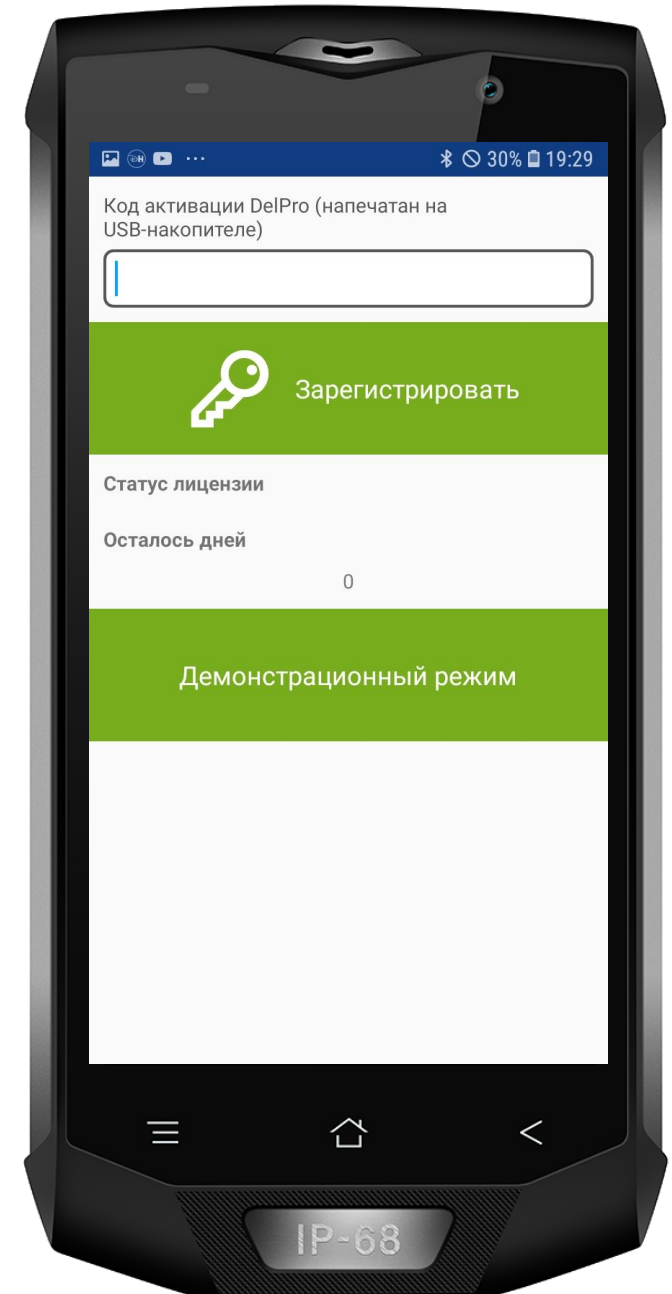 30% 19:29
Код активации DelPro (напечатан на
USB-накопителе)
Зарегистрировать
Статус лицензии
Осталось дней
0
Демонстрационный режим
IP-68